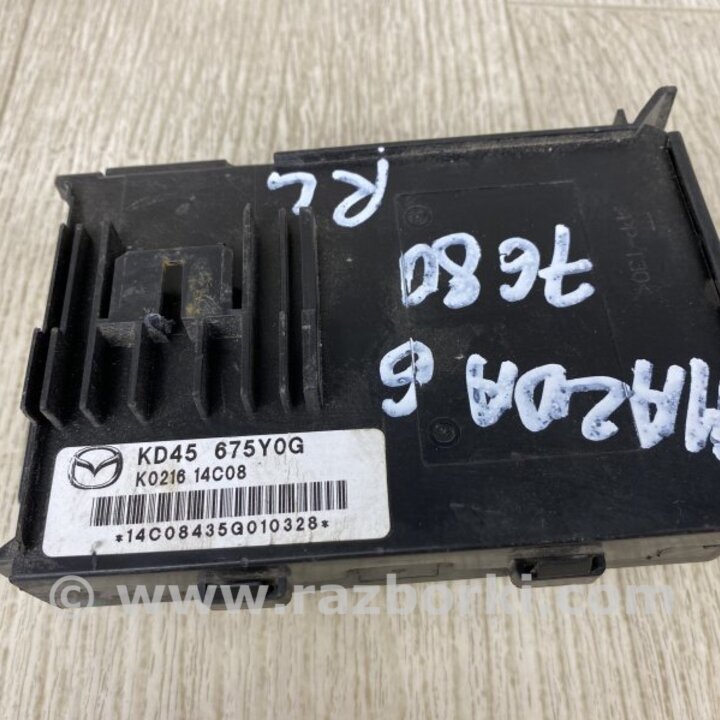 RL
7680
MAZDA 6
KD45 675Y0G
K0216 14C08
*14C08435G010328*
© www.razborki.com